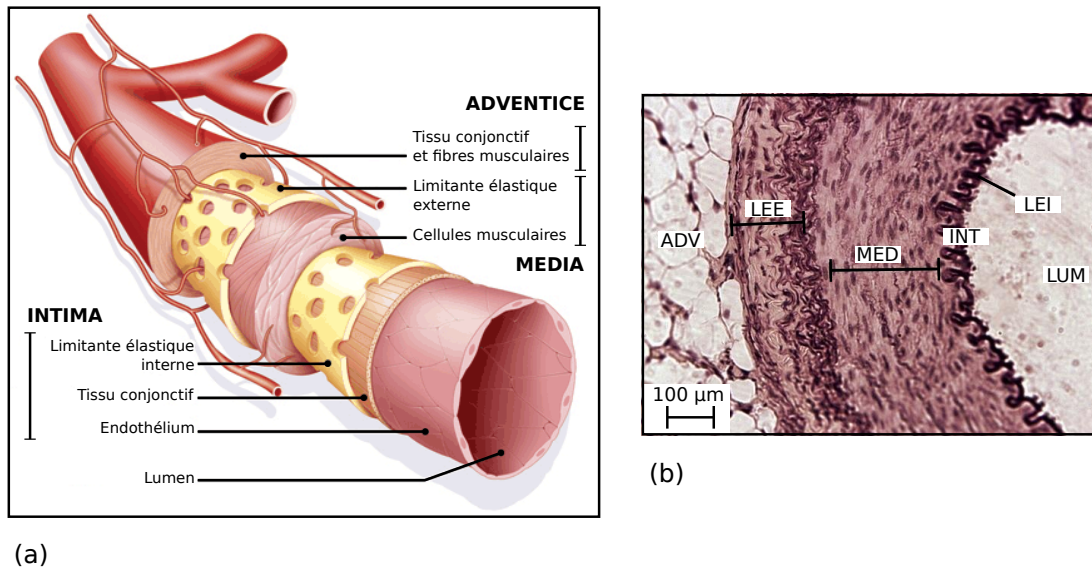 ADVENTICE
Tissu conjonctif
et fibres musculaires
Limitante élastique
externe
Cellules musculaires
MEDIA
INTIMA
Limitante élastique
interne
Tissu conjonctif
Endothélium
Lumen
(a)
LEE
ADV
MED
INT
LEI
LUM
100 µm
(b)